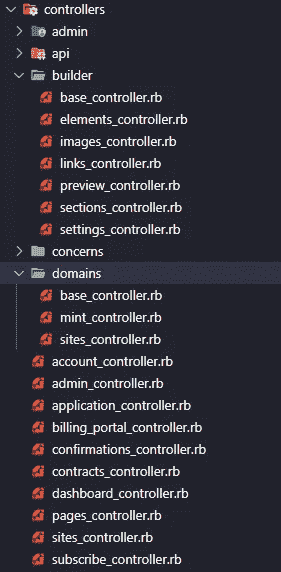 controllers
admin
api
builder
base_controller.rb
elements_controller.rb
images_controller.rb
links_controller.rb
preview_controller.rb
sections_controller.rb
settings_controller.rb
concerns
domains
base_controller.rb
mint_controller.rb
sites_controller.rb
account_controller.rb
admin_controller.rb
application_controller.rb
billing_portal_controller.rb
confirmations_controller.rb
contracts_controller.rb
dashboard_controller.rb
pages_controller.rb
sites_controller.rb
subscribe_controller.rb